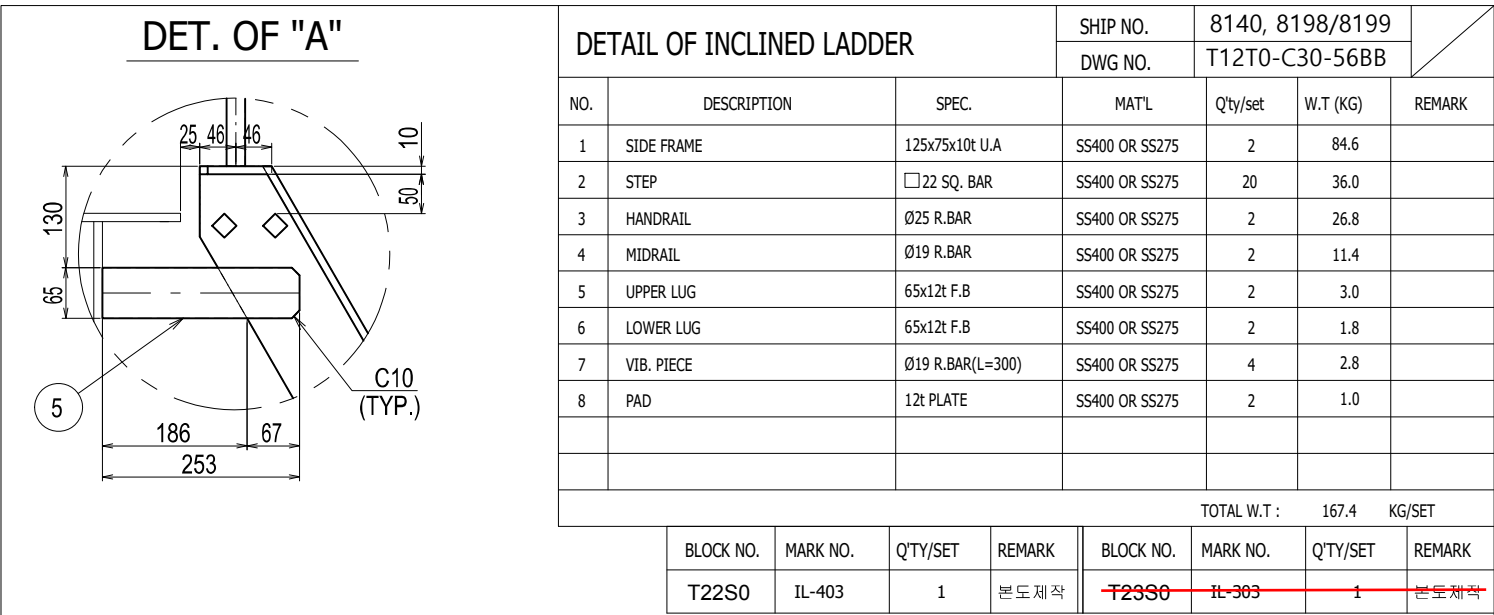 DET. OF "A"
25 46 46
10
50
130
65
5
C10
(TYP.)
186 67
253
DETAIL OF INCLINED LADDER
SHIP NO. 8140, 8198/8199
DWG NO. T12T0-C30-56BB
NO. DESCRIPTION SPEC. MAT'L Q'ty/set W.T (KG) REMARK
1 SIDE FRAME 125x75x10t U.A SS400 OR SS275 2 84.6
2 STEP □22 SQ. BAR SS400 OR SS275 20 36.0
3 HANDRAIL Ø25 R.BAR SS400 OR SS275 2 26.8
4 MIDRAIL Ø19 R.BAR SS400 OR SS275 2 11.4
5 UPPER LUG 65x12t F.B SS400 OR SS275 2 3.0
6 LOWER LUG 65x12t F.B SS400 OR SS275 2 1.8
7 VIB. PIECE Ø19 R.BAR(L=300) SS400 OR SS275 4 2.8
8 PAD 12t PLATE SS400 OR SS275 2 1.0
TOTAL W.T : 167.4 KG/SET
BLOCK NO. MARK NO. Q'TY/SET REMARK BLOCK NO. MARK NO. Q'TY/SET REMARK
T22S0 IL-403 1 본도제작 T23S0 IL-303 1 본도제작